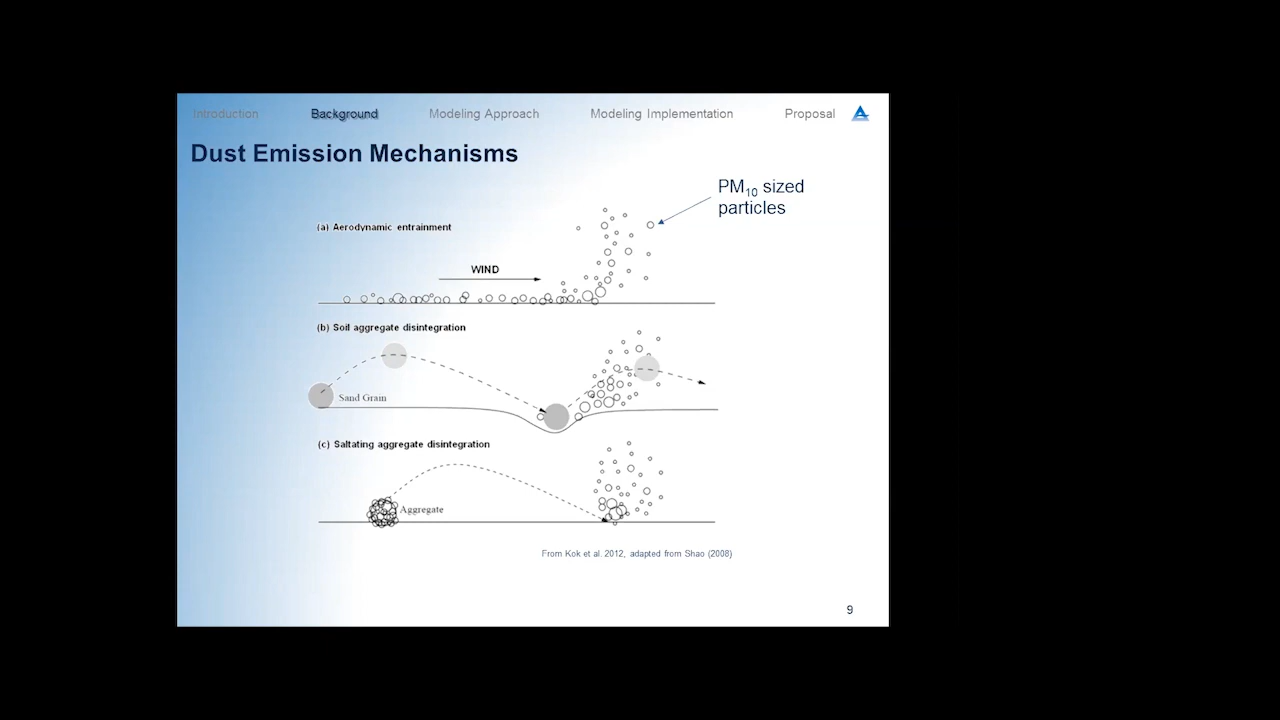 Introduction Background Modeling Approach Modeling Implementation Proposal
Dust Emission Mechanisms
PM10 sized
particles
(a) Aerodynamic entrainment
WIND
(b) Soil aggregate disintegration
Sand Grain
(c) Saltating aggregate disintegration
Aggregate
From Kok et al. 2012, adapted from Shao (2008)
9